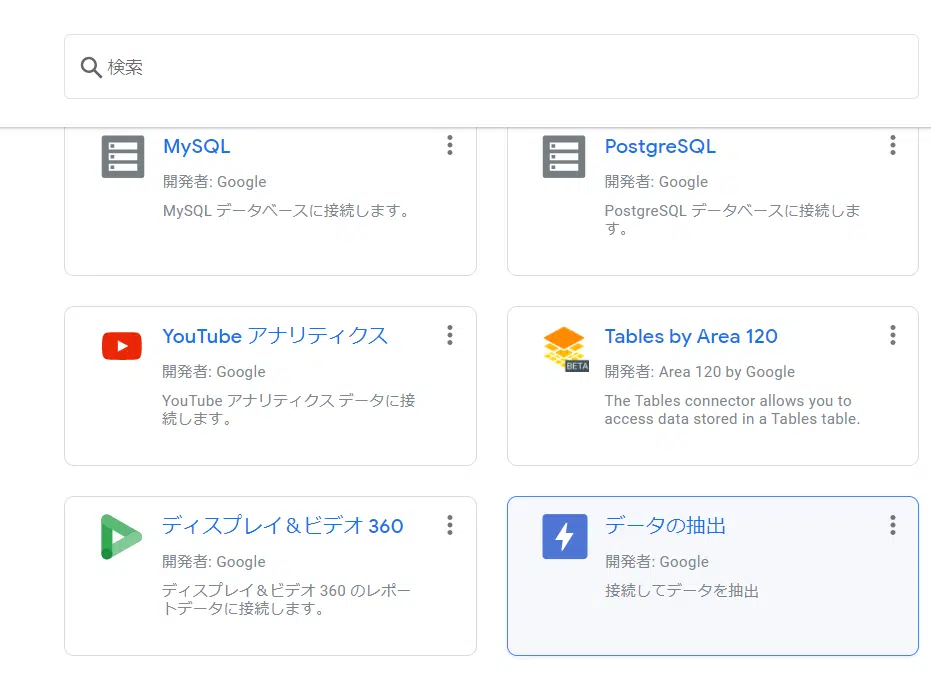 検索
MySQL
開発者: Google
MySQL データベースに接続します。
PostgreSQL
開発者: Google
PostgreSQL データベースに接続しま
す。
YouTube アナリティクス
開発者: Google
YouTube アナリティクス データに接
続します。
Tables by Area 120
開発者: Area 120 by Google
The Tables connector allows you to
access data stored in a Tables table.
BETA
ディスプレイ＆ビデオ 360
開発者: Google
ディスプレイ＆ビデオ 360 のレポー
トデータに接続します。
データの抽出
開発者: Google
接続してデータを抽出